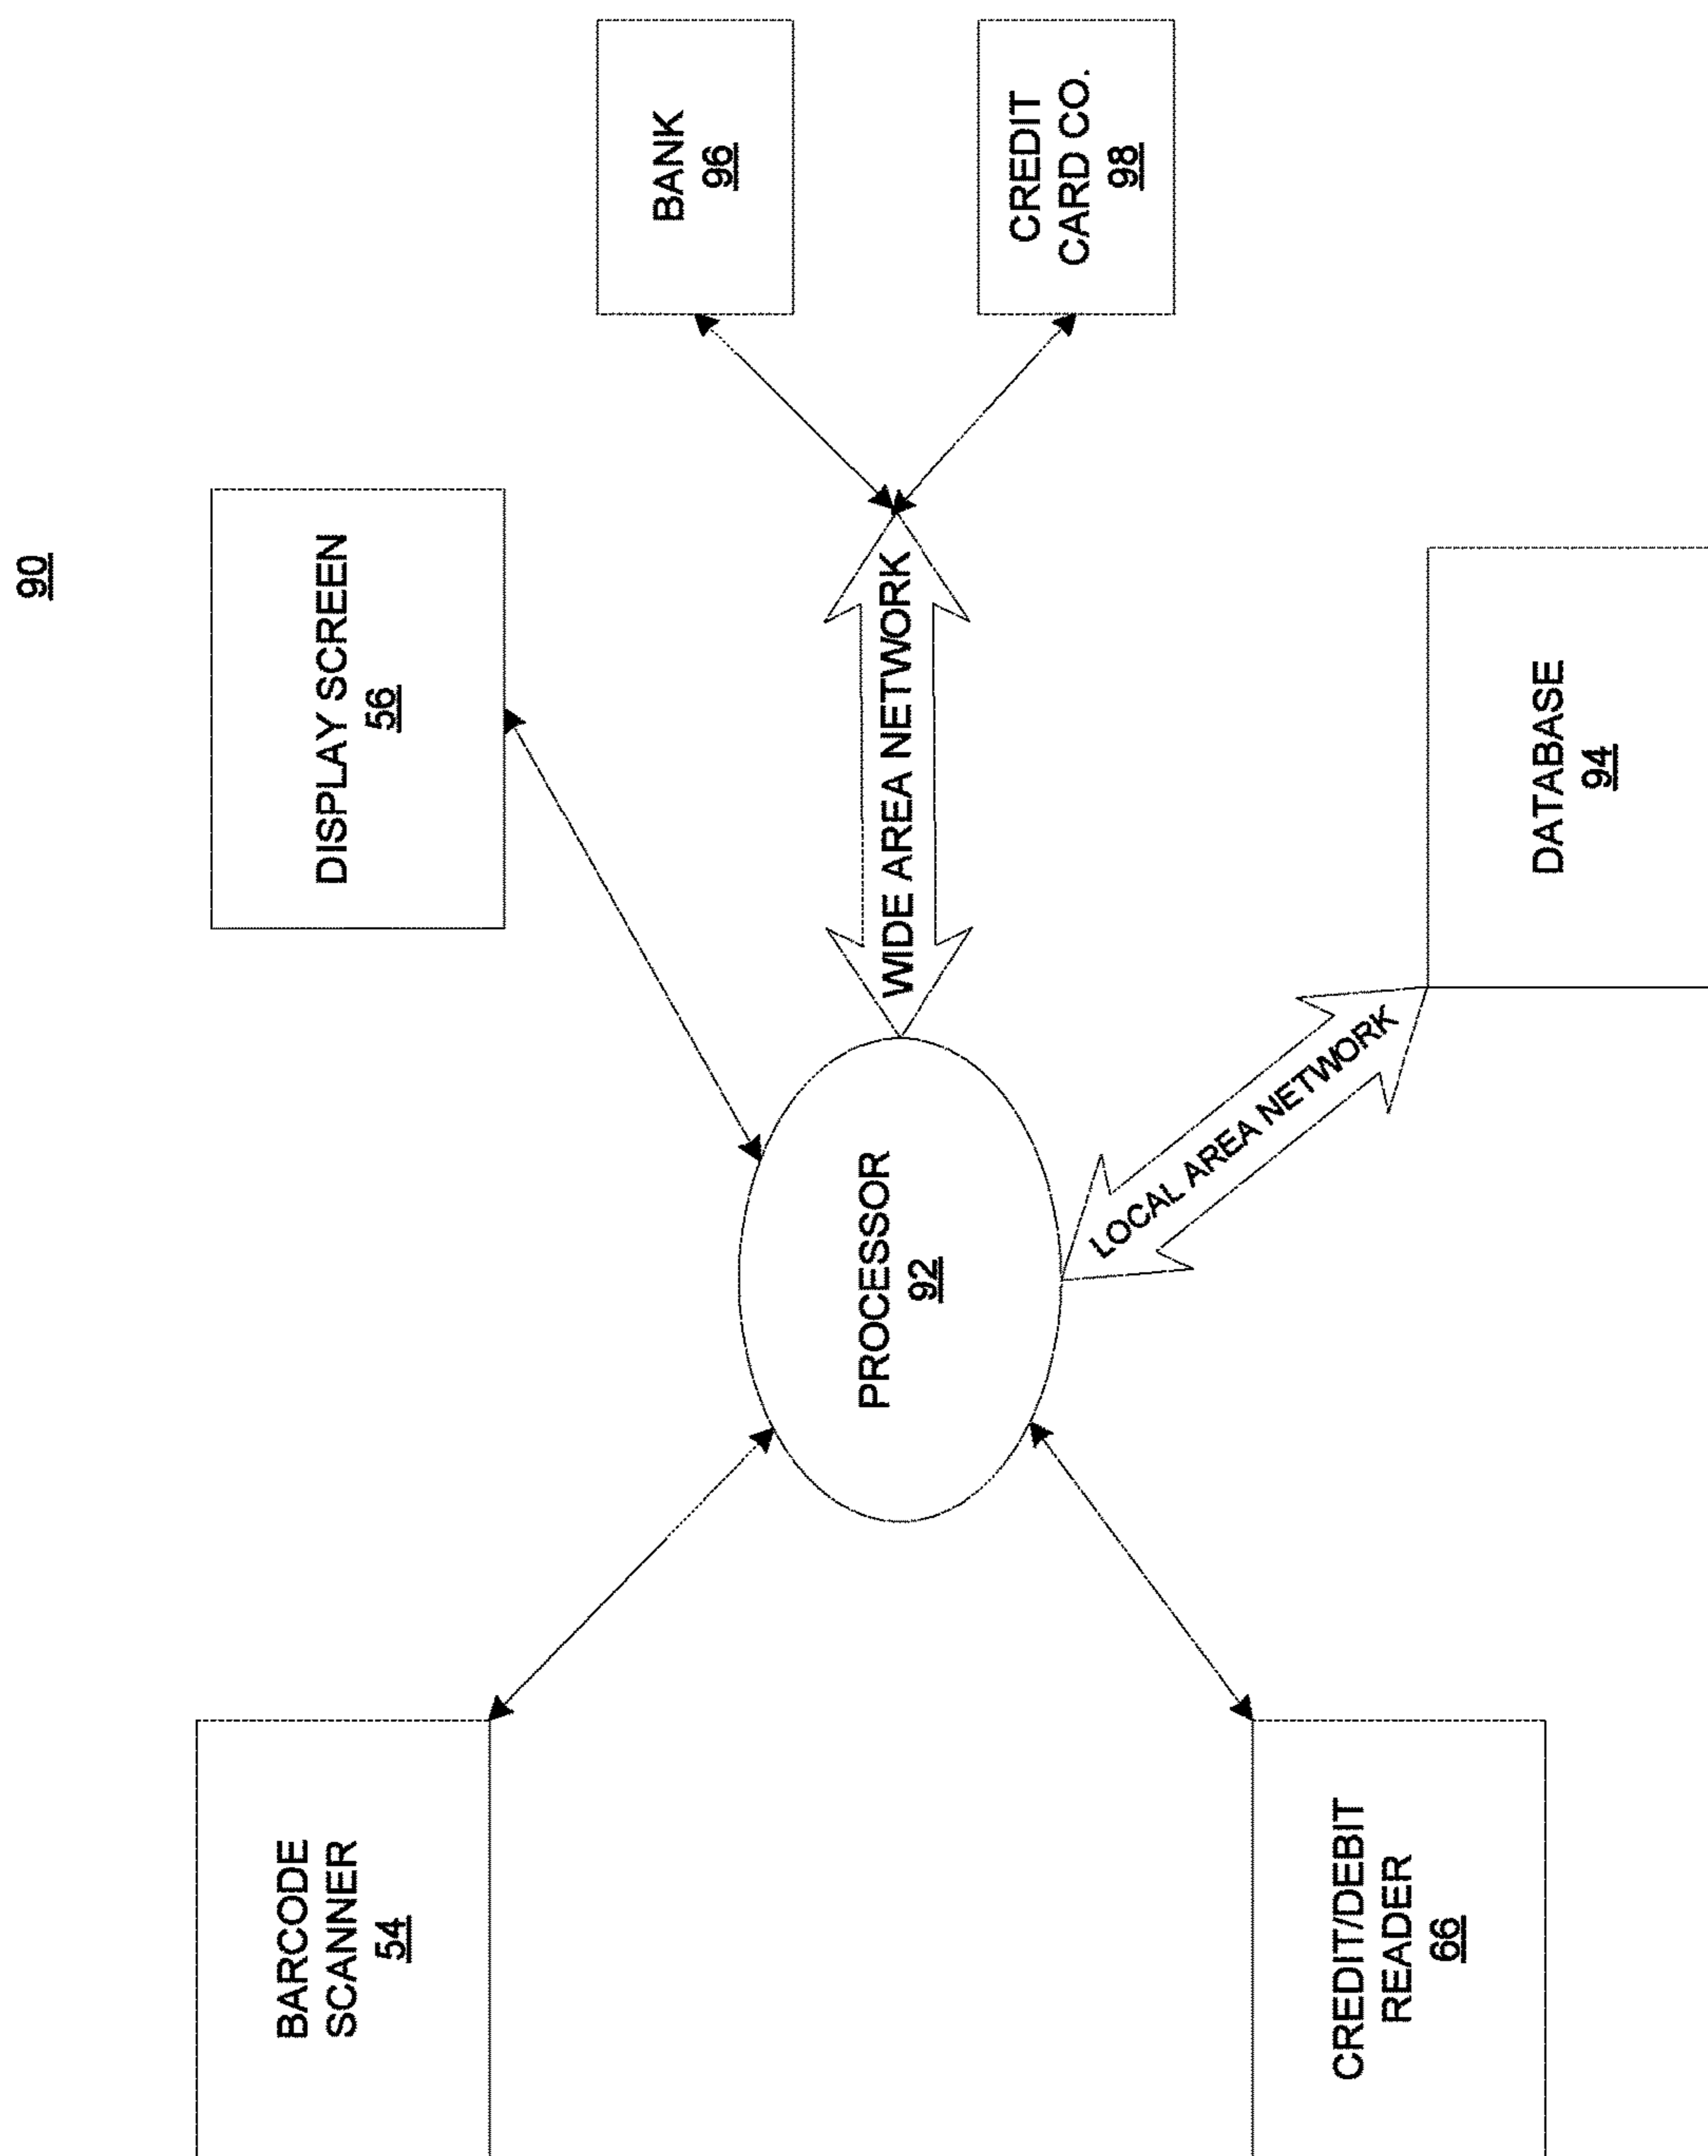 90
DISPLAY SCREEN
56
BARCODE
SCANNER
54
BANK
96
PROCESSOR
92
WIDE AREA NETWORK
CREDIT
CARD CO.
98
LOCAL AREA NETWORK
CREDIT/DEBIT
READER
66
DATABASE
94